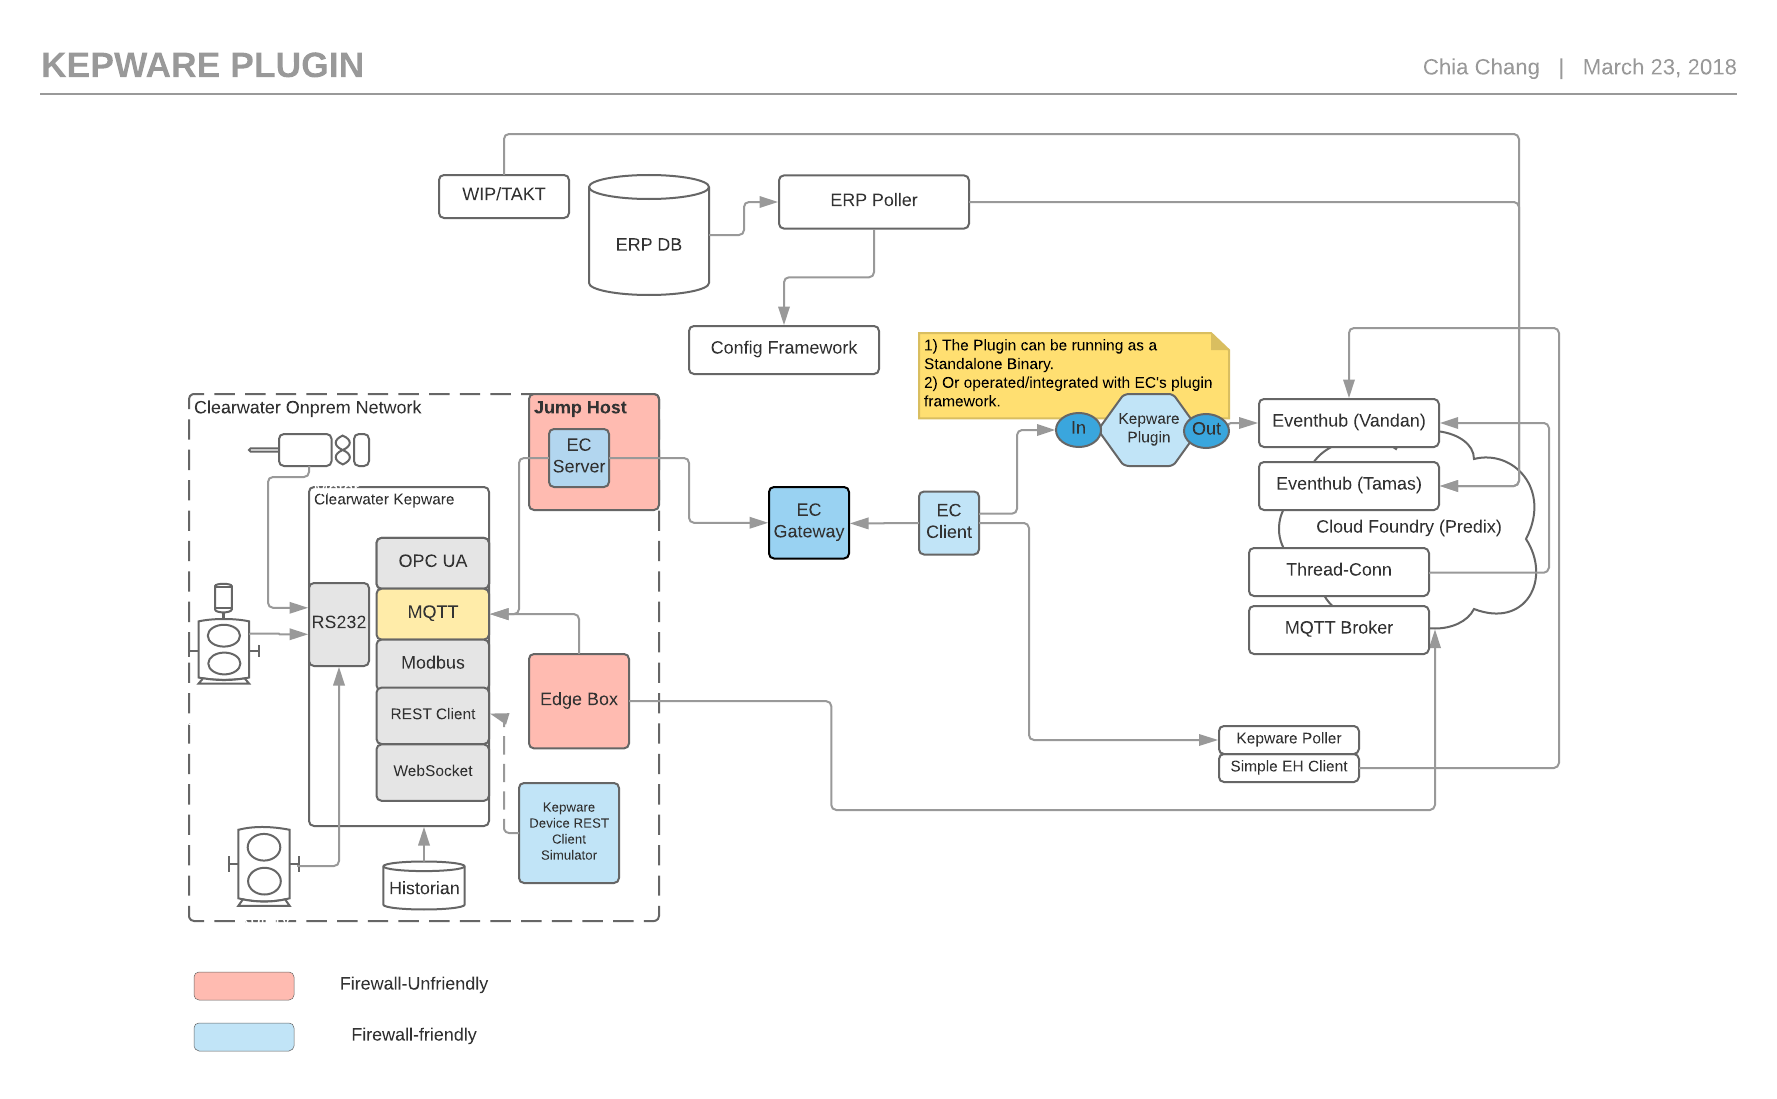 KEPWARE PLUGIN
Chia Chang | March 23, 2018
WIP/TAKT
ERP DB
ERP Poller
Config Framework
1) The Plugin can be running as a
Standalone Binary.
2) Or operated/integrated with EC's plugin
framework.
Clearwater Onprem Network
Jump Host
EC
Server
In
Kepware
Plugin
Out
Eventhub (Vandan)
Eventhub (Tamas)
Cloud Foundry (Predix)
Thread-Conn
MQTT Broker
Clearwater Kepware
EC
Gateway
EC
Client
OPC UA
MQTT
Modbus
REST Client
WebSocket
RS232
Edge Box
Kepware Poller
Simple EH Client
Kepware
Device REST
Client
Simulator
Historian
Firewall-Unfriendly
Firewall-friendly